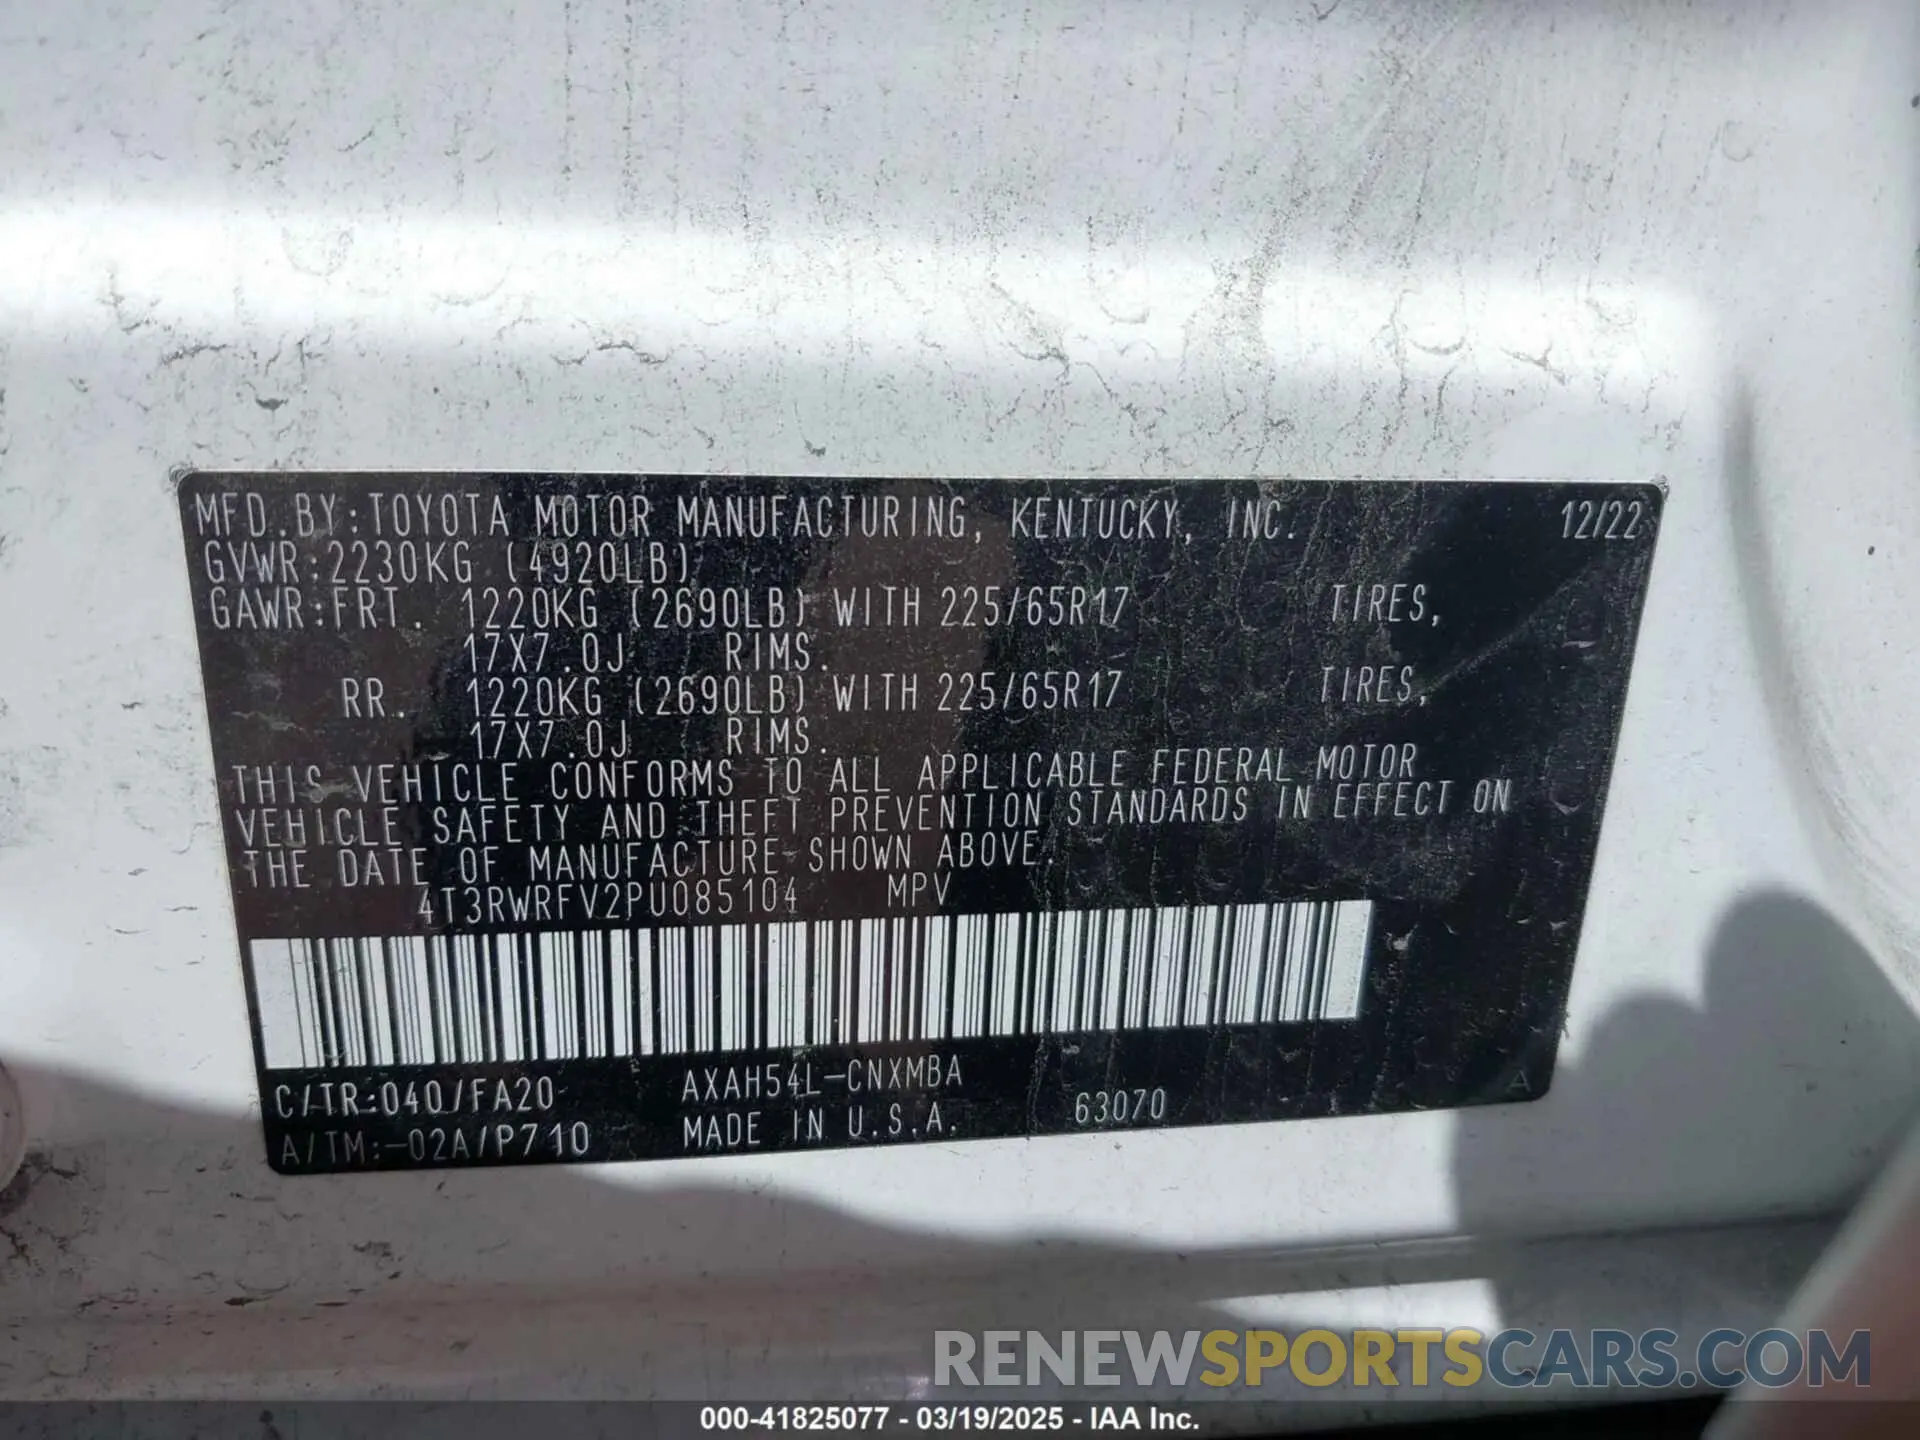 MFD.BY:TOYOTA MOTOR MANUFACTURING, KENTUCKY, INC. 12/22
GVWR:2230KG (4920LB)
GAWR:FRT. 1220KG (2690LB) WITH 225/65R17 TIRES,
17X7.0J RIMS.
RR. 1220KG (2690LB) WITH 225/65R17 TIRES,
17X7.0J RIMS.
THIS VEHICLE CONFORMS TO ALL APPLICABLE FEDERAL MOTOR
VEHICLE SAFETY AND THEFT PREVENTION STANDARDS IN EFFECT ON
THE DATE OF MANUFACTURE SHOWN ABOVE.
4T3RWRFV2PU085104 MPV
C/TR:040/FA20 AXAH54L-CNXMBA A
A/TM:-02A/P710 MADE IN U.S.A. 63070
RENEWSPORTSCARS.COM
000-41825077 - 03/19/2025 - IAA Inc.